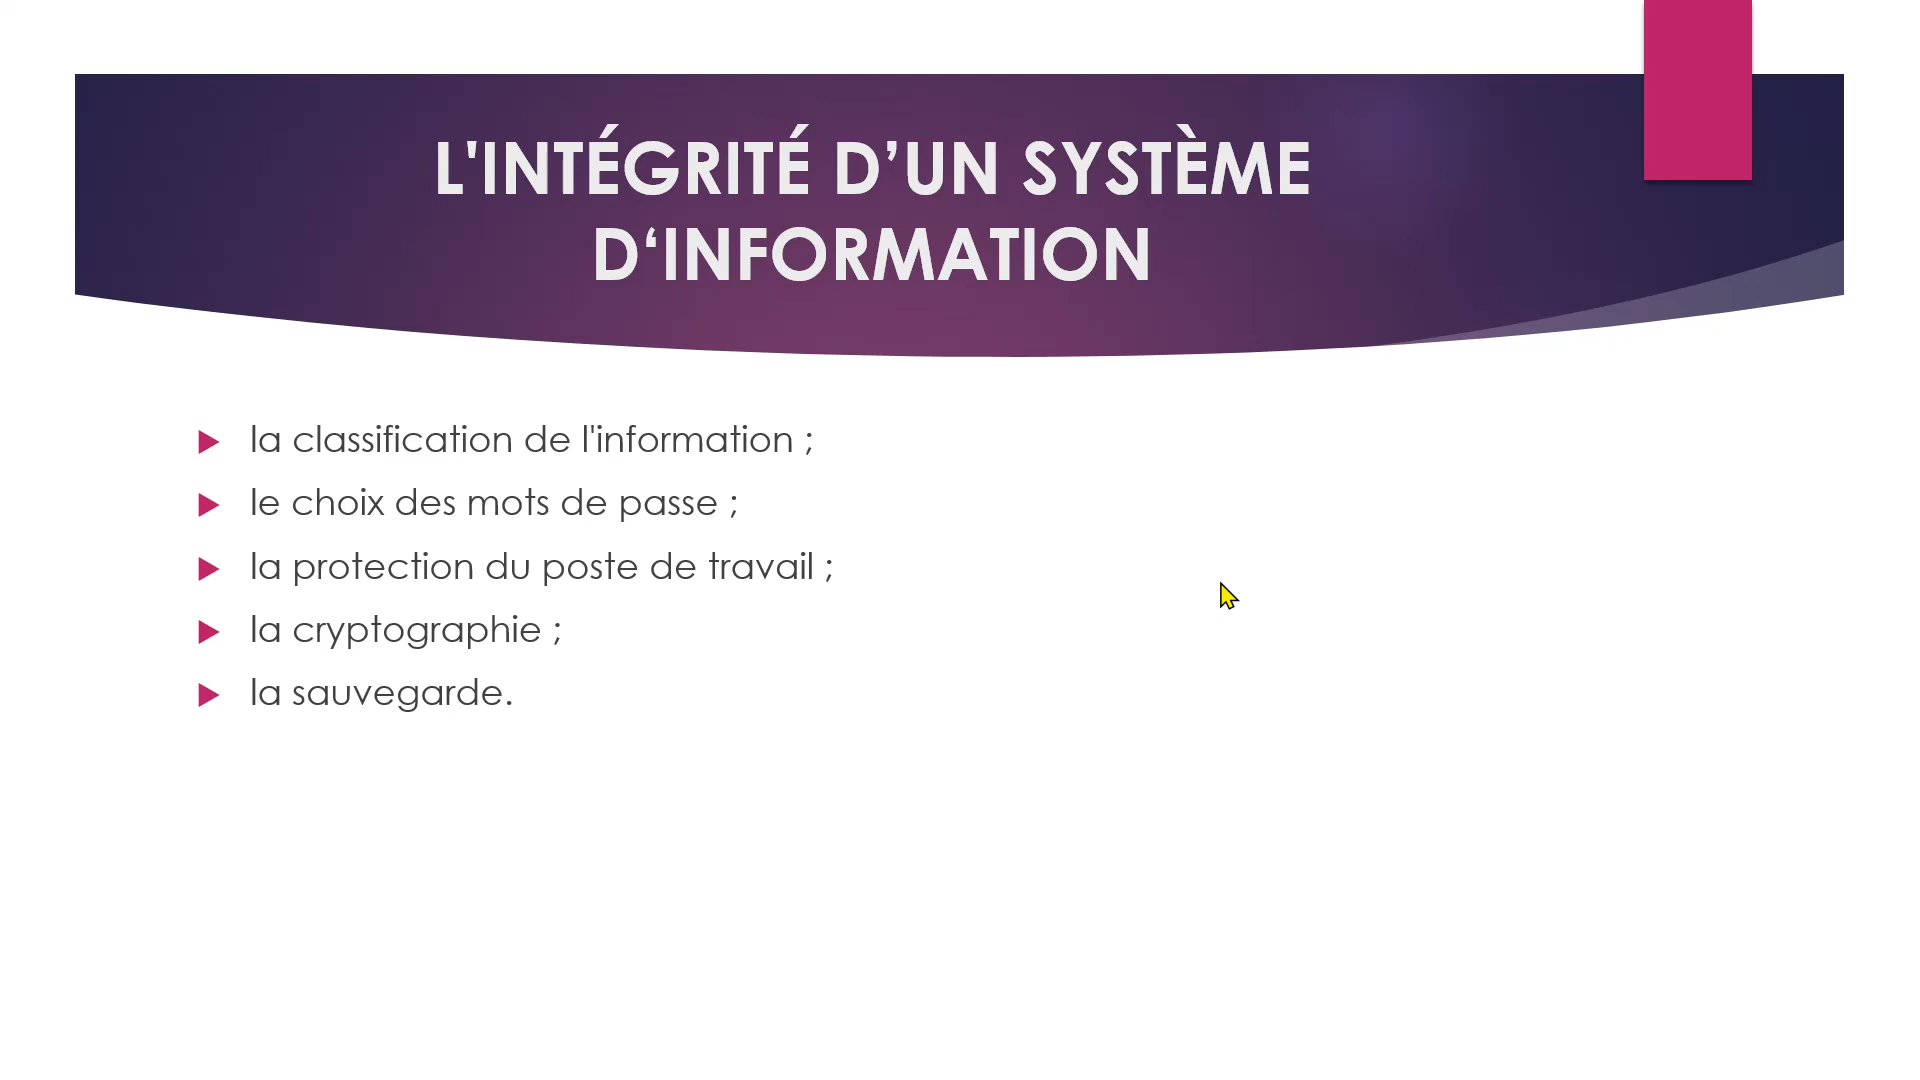 L'INTÉGRITÉ D’UN SYSTÈME
D‘INFORMATION
la classification de l'information ;
le choix des mots de passe ;
la protection du poste de travail ;
la cryptographie ;
la sauvegarde.